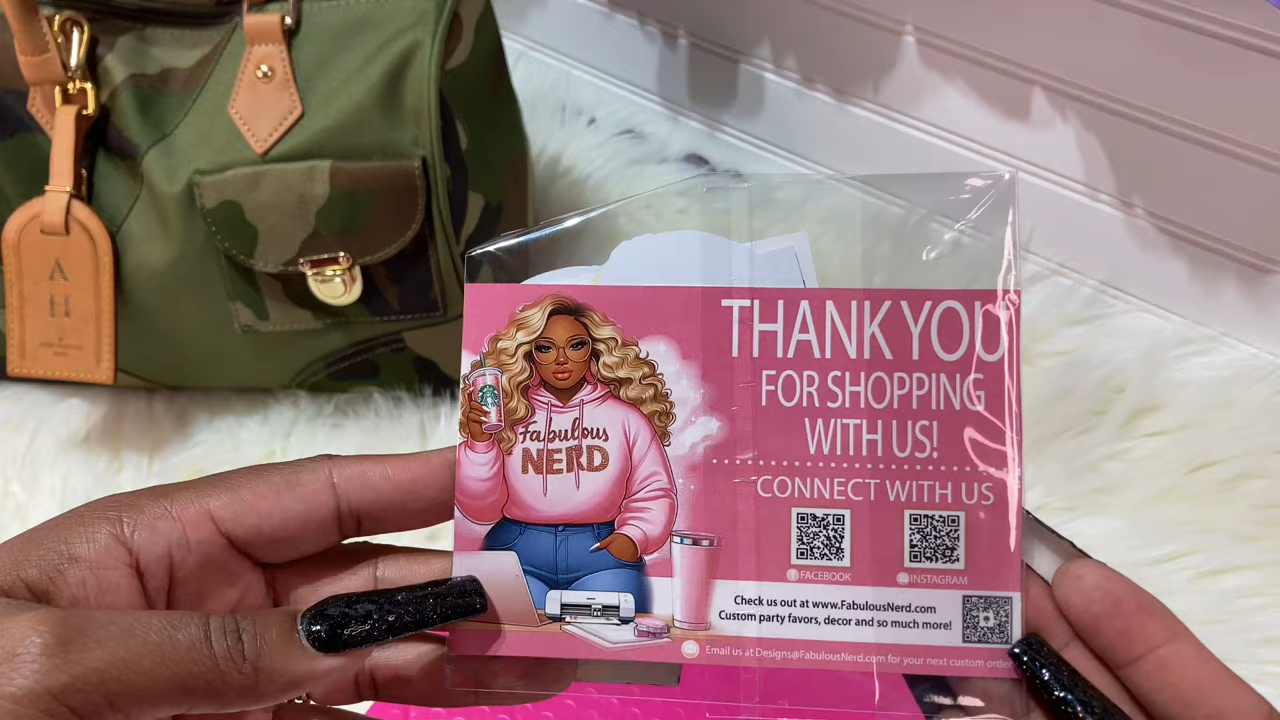 A
H
Fabulous
NERD
THANK YOU
FOR SHOPPING
WITH US!
CONNECT WITH US
FACEBOOK
INSTAGRAM
Check us out at www.FabulousNerd.com
Custom party favors, decor and so much more!
Email us at Designs@FabulousNerd.com for your next custom order